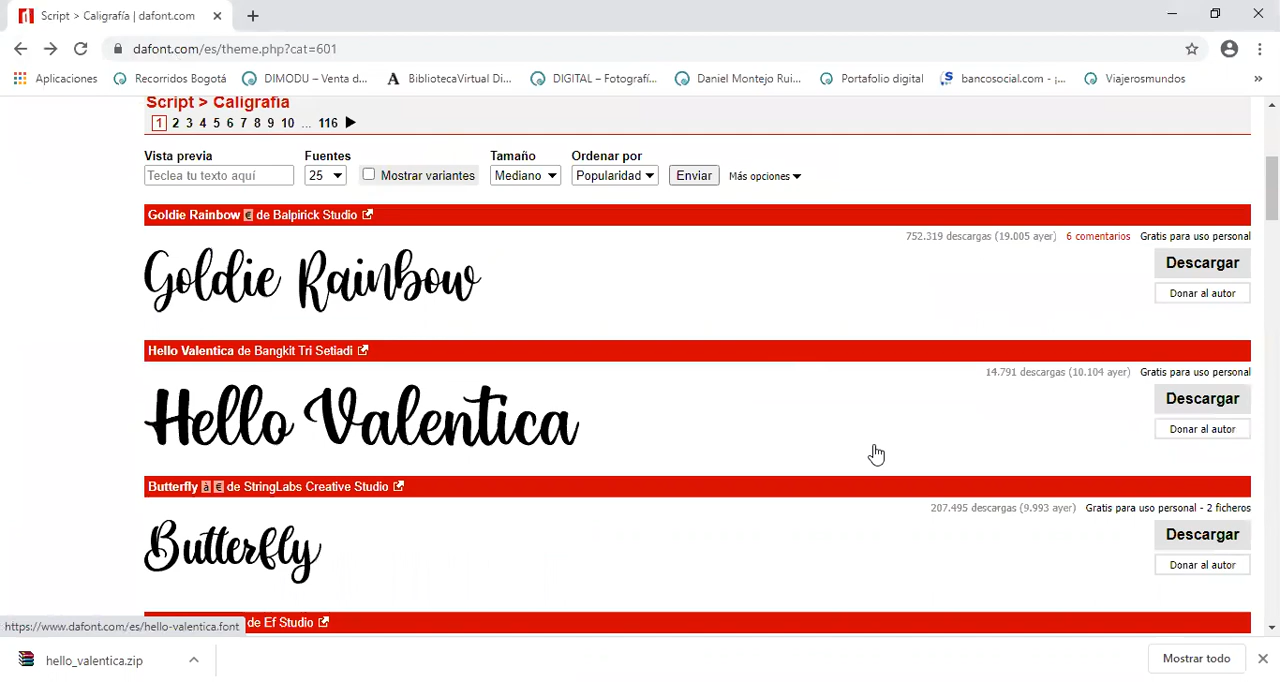 Script > Caligrafía | dafont.com
dafont.com/es/theme.php?cat=601
Aplicaciones Recorridos Bogotá DIMODU – Venta d... BibliotecaVirtual Di... DIGITAL – Fotografí... Daniel Montejo Rui... Portafolio digital bancosocial.com - ¡... Viajerosmundos »
Script > Caligrafía
1 2 3 4 5 6 7 8 9 10 ... 116
Vista previa Fuentes Tamaño Ordenar por
Teclea tu texto aquí 25 Mostrar variantes Mediano Popularidad Enviar Más opciones
Goldie Rainbow € de Balpirick Studio
752.319 descargas (19.005 ayer) 6 comentarios Gratis para uso personal
Goldie Rainbow
Descargar
Donar al autor
Hello Valentica de Bangkit Tri Setiadi
14.791 descargas (10.104 ayer) Gratis para uso personal
Hello Valentica
Descargar
Donar al autor
Butterfly à € de StringLabs Creative Studio
207.495 descargas (9.993 ayer) Gratis para uso personal - 2 ficheros
Butterfly
Descargar
Donar al autor
de Ef Studio
https://www.dafont.com/es/hello-valentica.font
hello_valentica.zip Mostrar todo